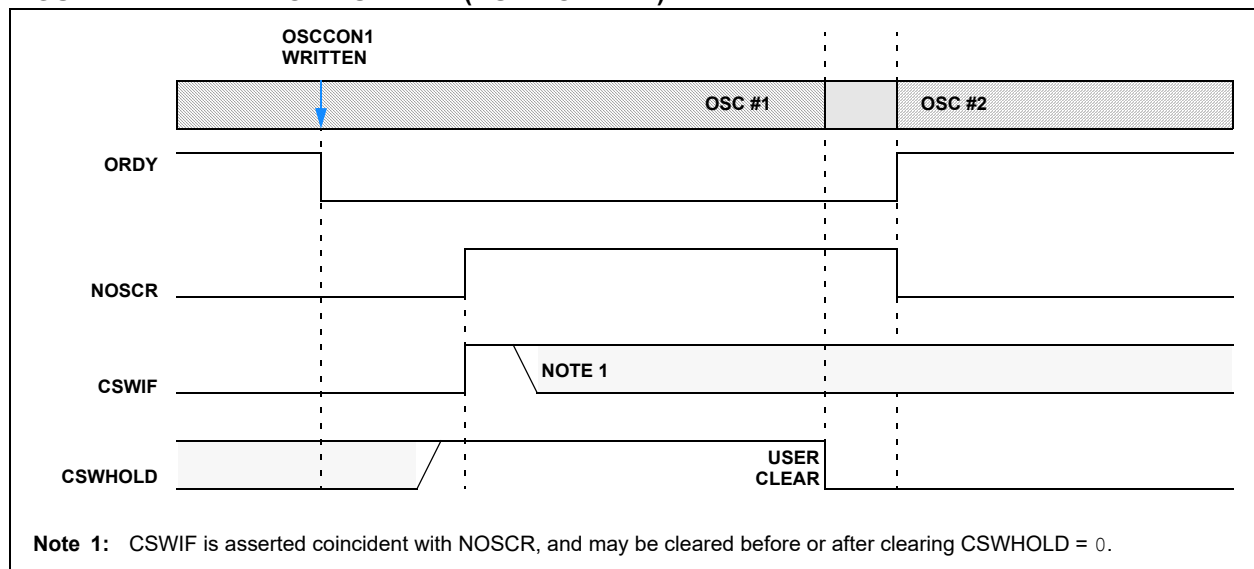 OSCCON1
WRITTEN
OSC #1
OSC #2
ORDY
NOSCR
CSWIF
NOTE 1
CSWHOLD
USER
CLEAR
Note 1: CSWIF is asserted coincident with NOSCR, and may be cleared before or after clearing CSWHOLD = 0.